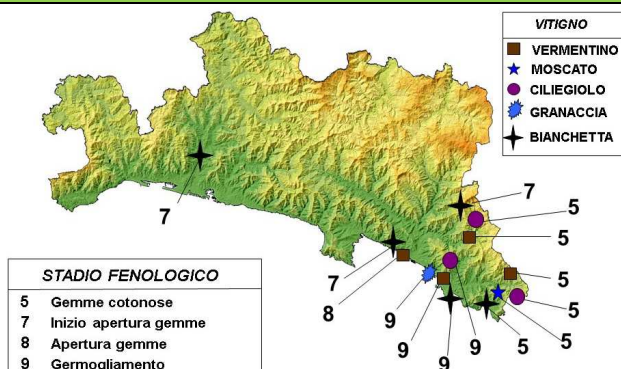 VITIGNO
VERMENTINO
MOSCATO
CILIEGIOLO
GRANACCIA
BIANCHETTA
7
7
5
5
7
8
5
5
9
5
9
9
9
STADIO FENOLOGICO
5 Gemme cotonose
7 Inizio apertura gemme
8 Apertura gemme
9 Germogliamento